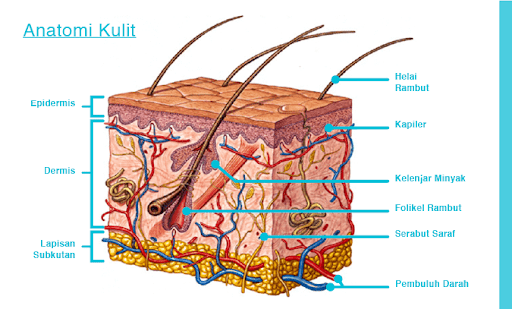 Anatomi Kulit
Helai
Rambut
Epidermis
Kapiler
Dermis
Kelenjar Minyak
Folikel Rambut
Serabut Saraf
Lapisan
Subkutan
Pembuluh Darah